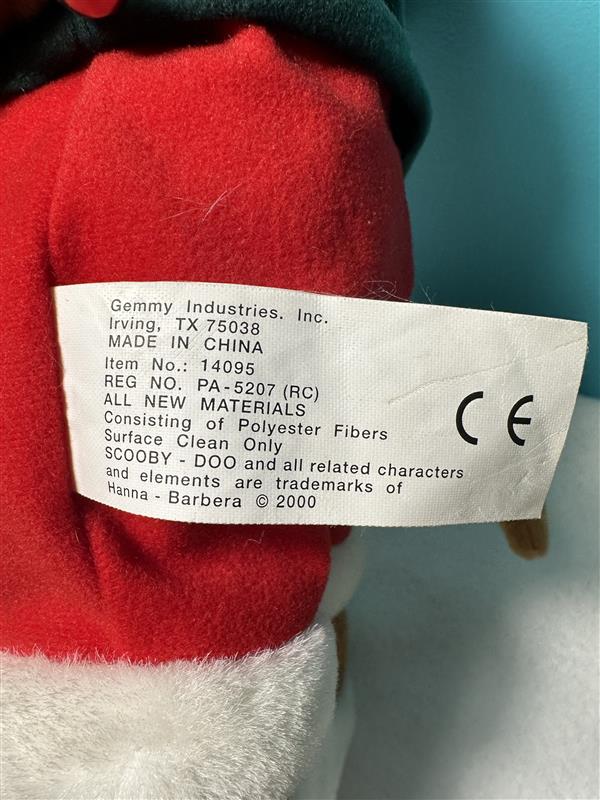 Gemmy Industries. Inc.
Irving, TX 75038
MADE IN CHINA
Item No.: 14095
REG NO. PA-5207 (RC)
ALL NEW MATERIALS
Consisting of Polyester Fibers
Surface Clean Only
SCOOBY - DOO and all related characters
and elements are trademarks of
Hanna - Barbera © 2000
CE